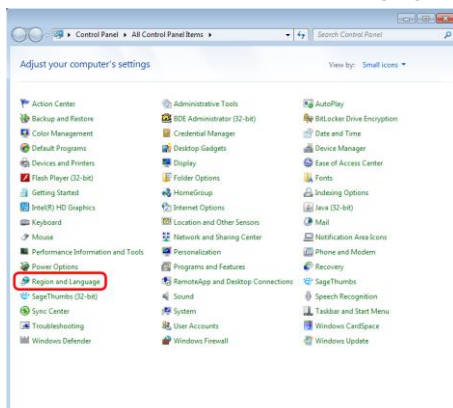 Control Panel ▸ All Control Panel Items ▸
Search Control Panel
Adjust your computer's settings
View by: Small icons
Action Center
Administrative Tools
AutoPlay
Backup and Restore
BDE Administrator (32-bit)
BitLocker Drive Encryption
Color Management
Credential Manager
Date and Time
Default Programs
Desktop Gadgets
Device Manager
Devices and Printers
Display
Ease of Access Center
Flash Player (32-bit)
Folder Options
Fonts
Getting Started
HomeGroup
Indexing Options
Intel(R) HD Graphics
Internet Options
Java (32-bit)
Keyboard
Location and Other Sensors
Mail
Mouse
Network and Sharing Center
Notification Area Icons
Performance Information and Tools
Personalization
Phone and Modem
Power Options
Programs and Features
Recovery
Region and Language
RemoteApp and Desktop Connections
SageThumbs
SageThumbs (32-bit)
Sound
Speech Recognition
Sync Center
System
Taskbar and Start Menu
Troubleshooting
User Accounts
Windows CardSpace
Windows Defender
Windows Firewall
Windows Update